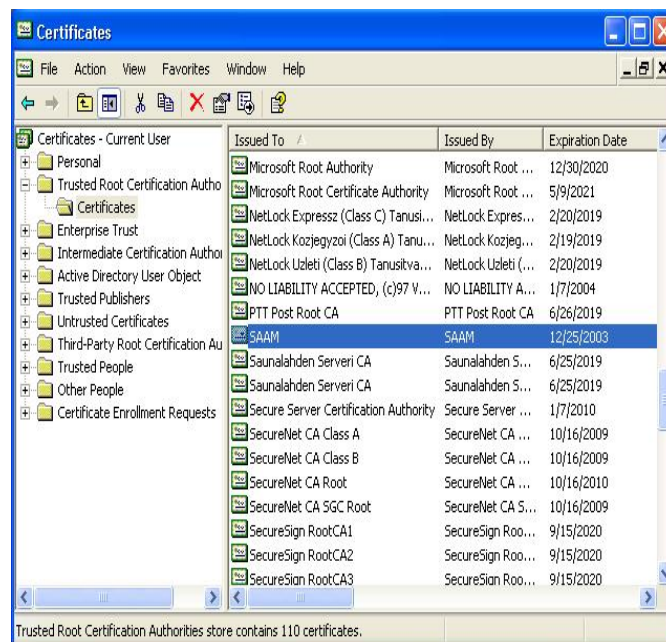 Certificates
File Action View Favorites Window Help
Certificates - Current User
Personal
Trusted Root Certification Autho
Certificates
Enterprise Trust
Intermediate Certification Author
Active Directory User Object
Trusted Publishers
Untrusted Certificates
Third-Party Root Certification Au
Trusted People
Other People
Certificate Enrollment Requests
Issued To Issued By Expiration Date
Microsoft Root Authority Microsoft Root ... 12/30/2020
Microsoft Root Certificate Authority Microsoft Root ... 5/9/2021
NetLock Expressz (Class C) Tanusi... NetLock Expres... 2/20/2019
NetLock Kozjegyzoi (Class A) Tanu... NetLock Kozjeg... 2/19/2019
NetLock Uzleti (Class B) Tanusitva... NetLock Uzleti (... 2/20/2019
NO LIABILITY ACCEPTED, (c)97 V... NO LIABILITY A... 1/7/2004
PTT Post Root CA PTT Post Root CA 6/26/2019
SAAM SAAM 12/25/2003
Saunalahden Serveri CA Saunalahden S... 6/25/2019
Saunalahden Serveri CA Saunalahden S... 6/25/2019
Secure Server Certification Authority Secure Server ... 1/7/2010
SecureNet CA Class A SecureNet CA ... 10/16/2009
SecureNet CA Class B SecureNet CA ... 10/16/2009
SecureNet CA Root SecureNet CA ... 10/16/2010
SecureNet CA SGC Root SecureNet CA S... 10/16/2009
SecureSign RootCA1 SecureSign Roo... 9/15/2020
SecureSign RootCA2 SecureSign Roo... 9/15/2020
SecureSign RootCA3 SecureSign Roo... 9/15/2020
Trusted Root Certification Authorities store contains 110 certificates.